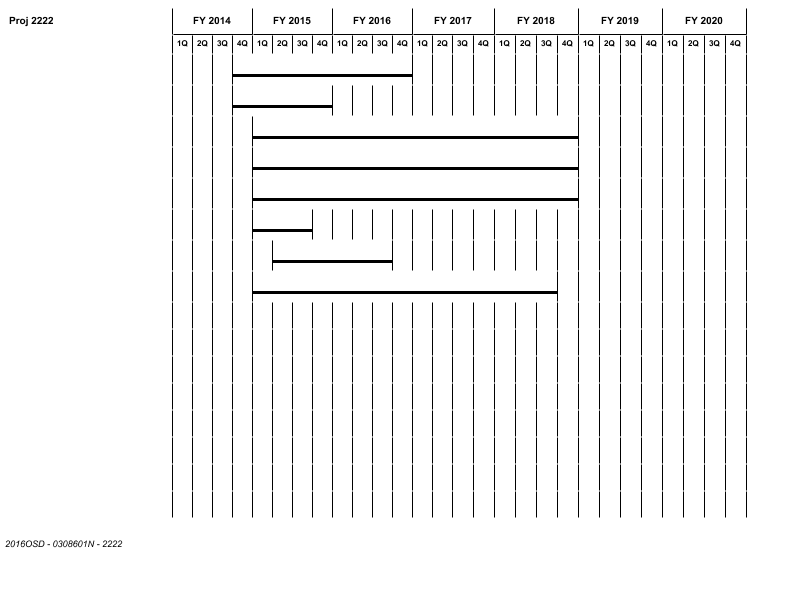 Proj 2222 FY 2014 FY 2015 FY 2016 FY 2017 FY 2018 FY 2019 FY 2020
1Q 2Q 3Q 4Q 1Q 2Q 3Q 4Q 1Q 2Q 3Q 4Q 1Q 2Q 3Q 4Q 1Q 2Q 3Q 4Q 1Q 2Q 3Q 4Q 1Q 2Q 3Q 4Q
2016OSD - 0308601N - 2222